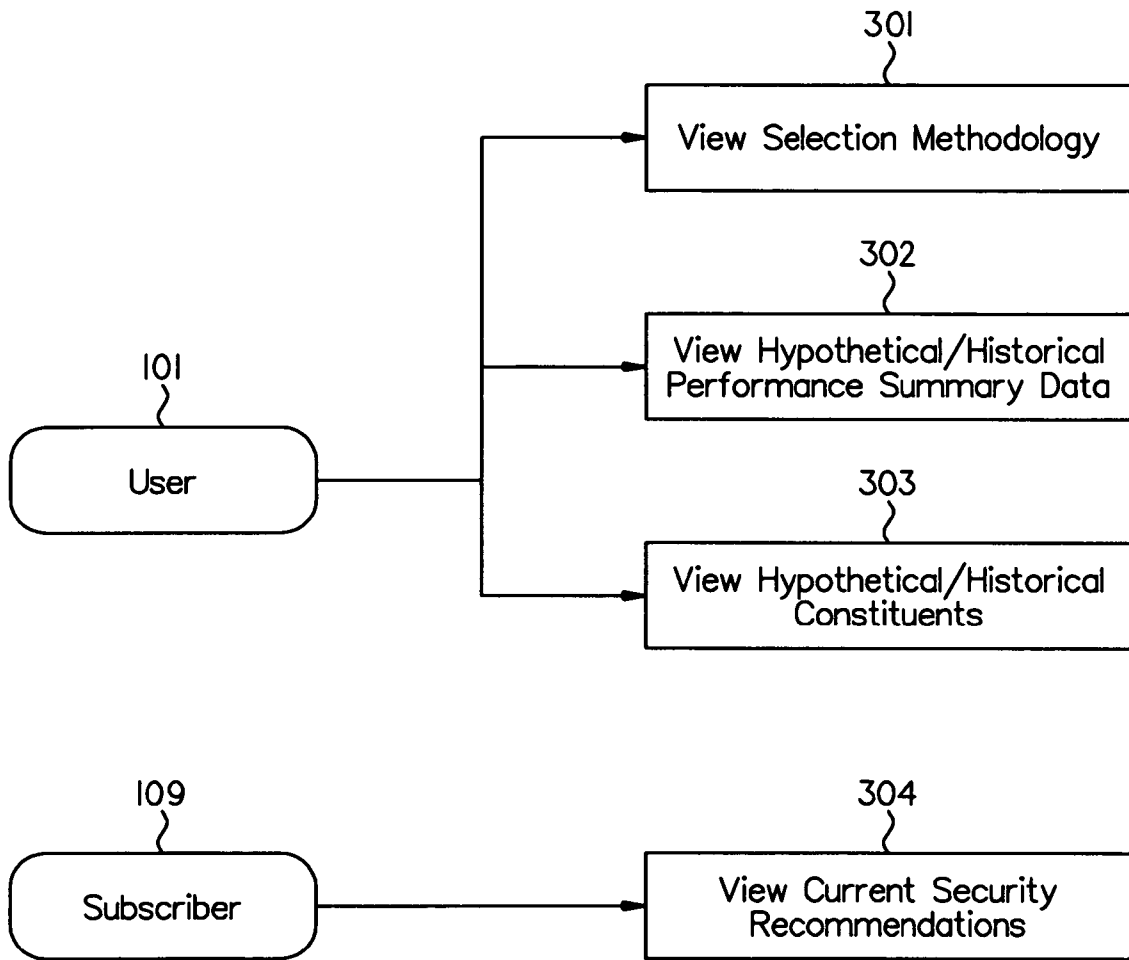 301
View Selection Methodology
302
View Hypothetical/Historical
Performance Summary Data
101
User
303
View Hypothetical/Historical
Constituents
109
Subscriber
304
View Current Security
Recommendations